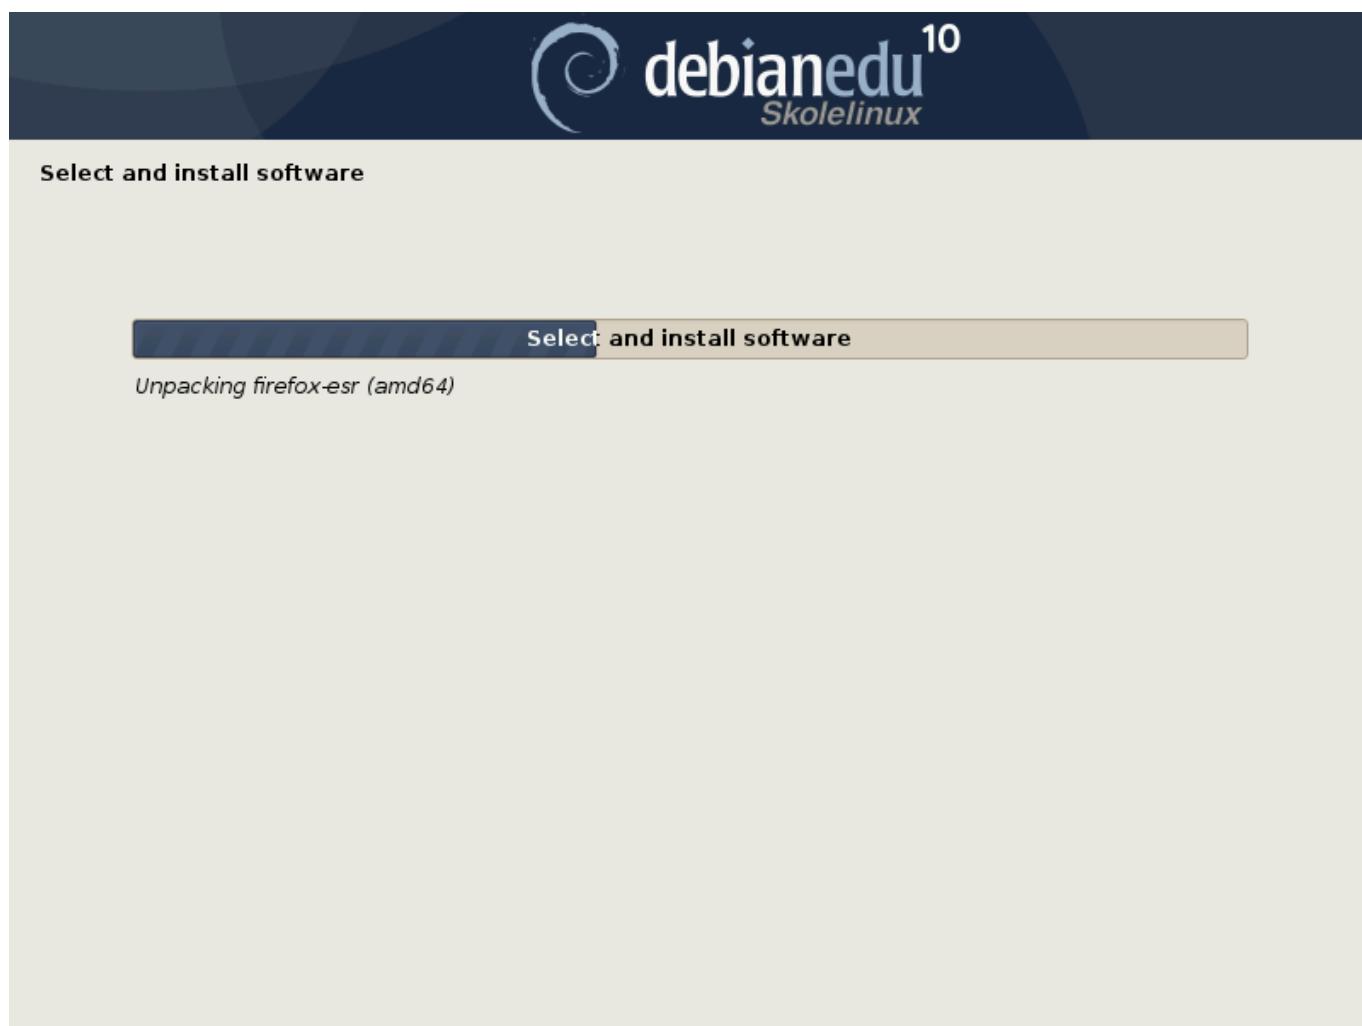 debianedu 10
Skolelinux
Select and install software
Select and install software
Unpacking firefox-esr (amd64)